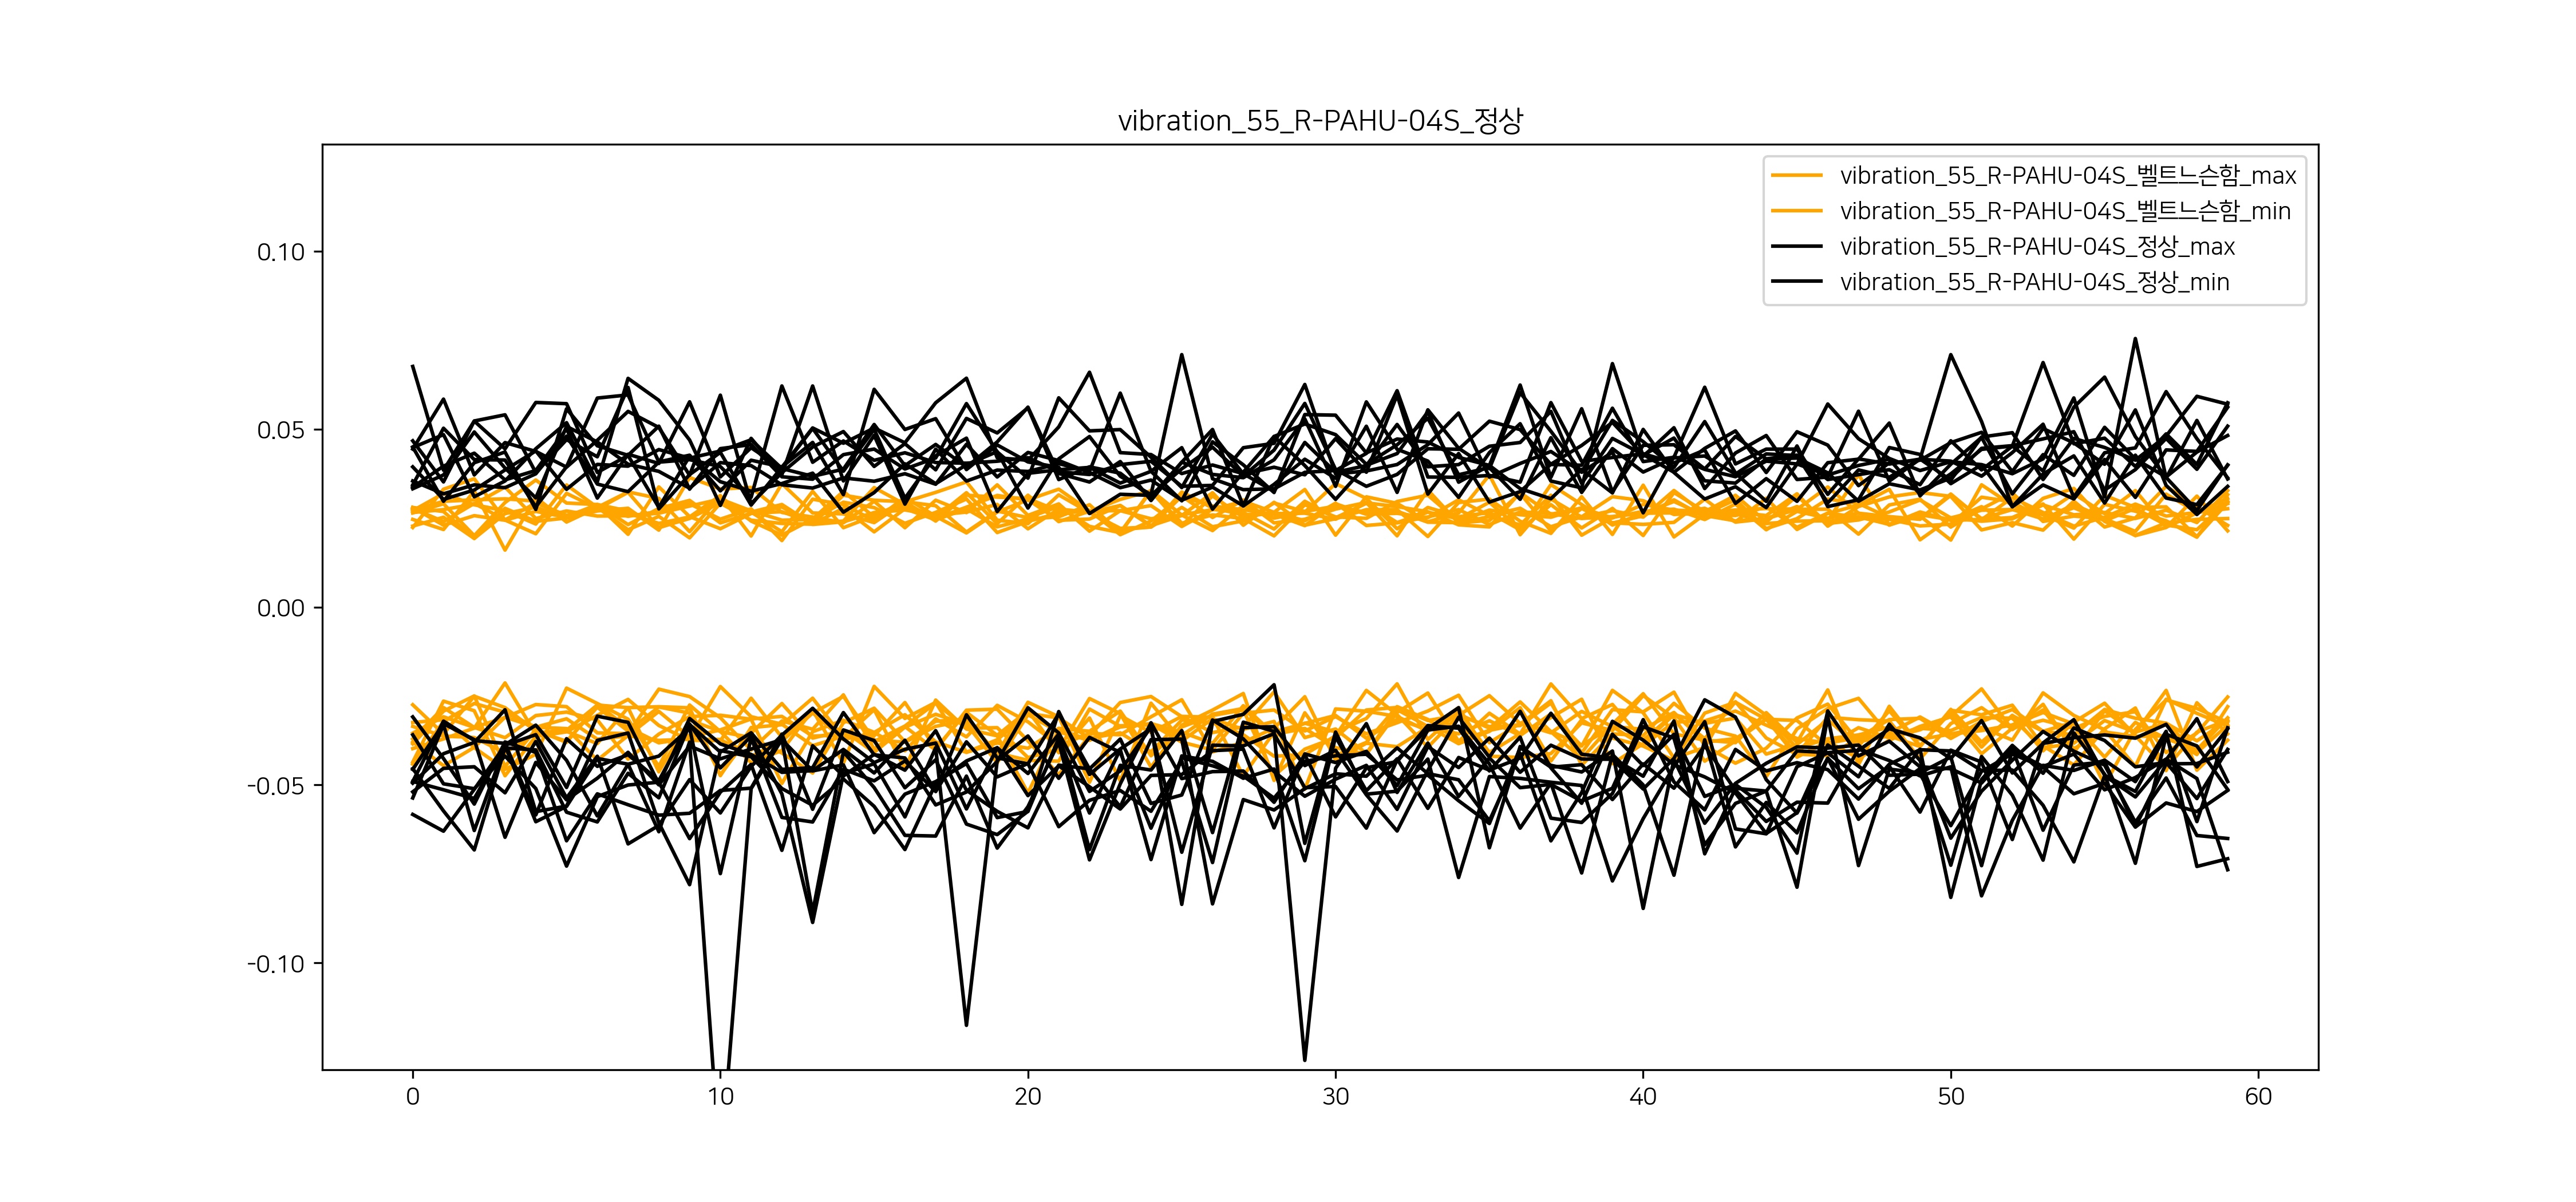 vibration_55_R-PAHU-04S_정상
vibration_55_R-PAHU-04S_벨트느슨함_max
vibration_55_R-PAHU-04S_벨트느슨함_min
vibration_55_R-PAHU-04S_정상_max
vibration_55_R-PAHU-04S_정상_min
0.10
0.05
0.00
-0.05
-0.10
0 10 20 30 40 50 60